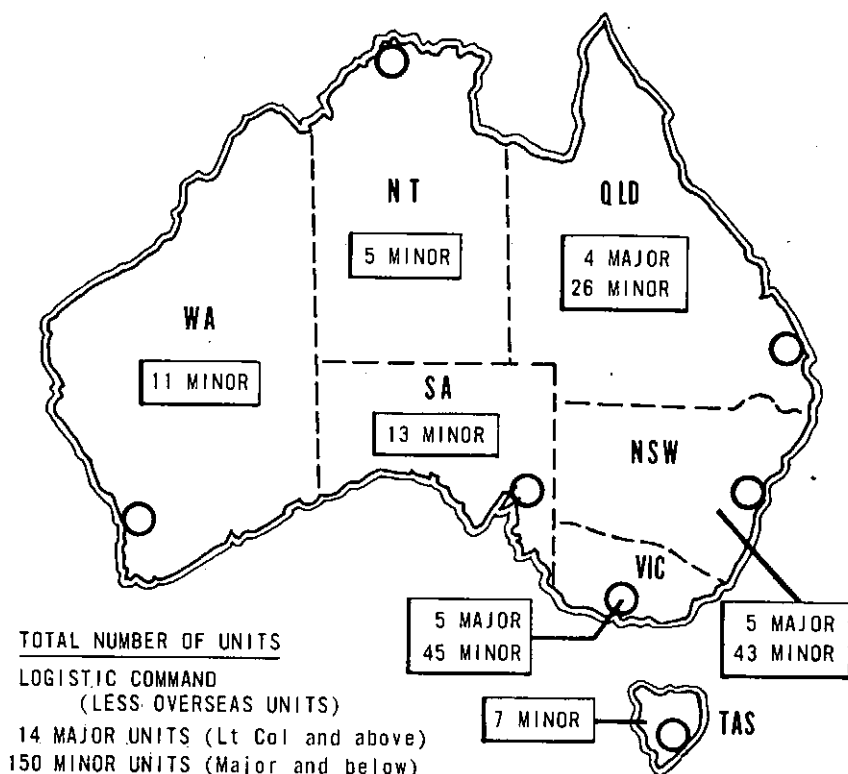 NT
5 MINOR
QLD
4 MAJOR
26 MINOR
WA
11 MINOR
SA
13 MINOR
NSW
VIC
5 MAJOR
45 MINOR
5 MAJOR
43 MINOR
7 MINOR
TAS
TOTAL NUMBER OF UNITS
LOGISTIC COMMAND
(LESS OVERSEAS UNITS)
14 MAJOR UNITS (Lt Col and above)
150 MINOR UNITS (Major and below)